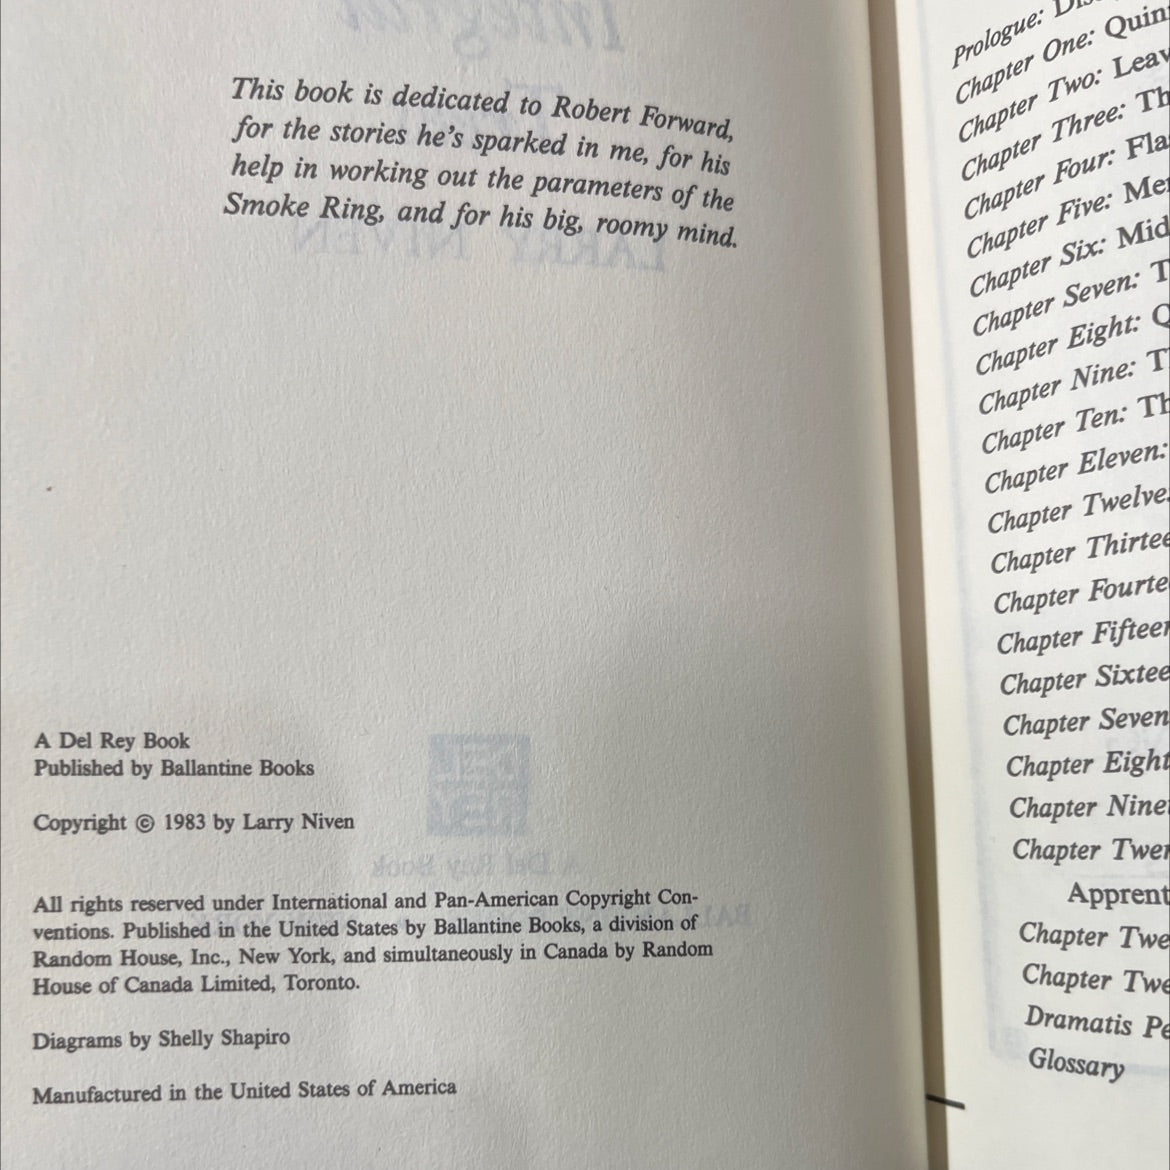 This book is dedicated to Robert Forward,
for the stories he's sparked in me, for his
help in working out the parameters of the
Smoke Ring, and for his big, roomy mind.
A Del Rey Book
Published by Ballantine Books
Copyright © 1983 by Larry Niven
All rights reserved under International and Pan-American Copyright Con-
ventions. Published in the United States by Ballantine Books, a division of
Random House, Inc., New York, and simultaneously in Canada by Random
House of Canada Limited, Toronto.
Diagrams by Shelly Shapiro
Manufactured in the United States of America
Prologue:
Chapter One: Quin
Chapter Two: Leav
Chapter Three: Th
Chapter Four: Fla
Chapter Five: Me
Chapter Six: Mid
Chapter Seven: T
Chapter Eight: Q
Chapter Nine: T
Chapter Ten: Th
Chapter Eleven:
Chapter Twelve:
Chapter Thirtee
Chapter Fourte
Chapter Fifteen
Chapter Sixtee
Chapter Seven
Chapter Eight
Chapter Nine
Chapter Twen
Apprent
Chapter Twe
Chapter Twe
Dramatis Pe
Glossary